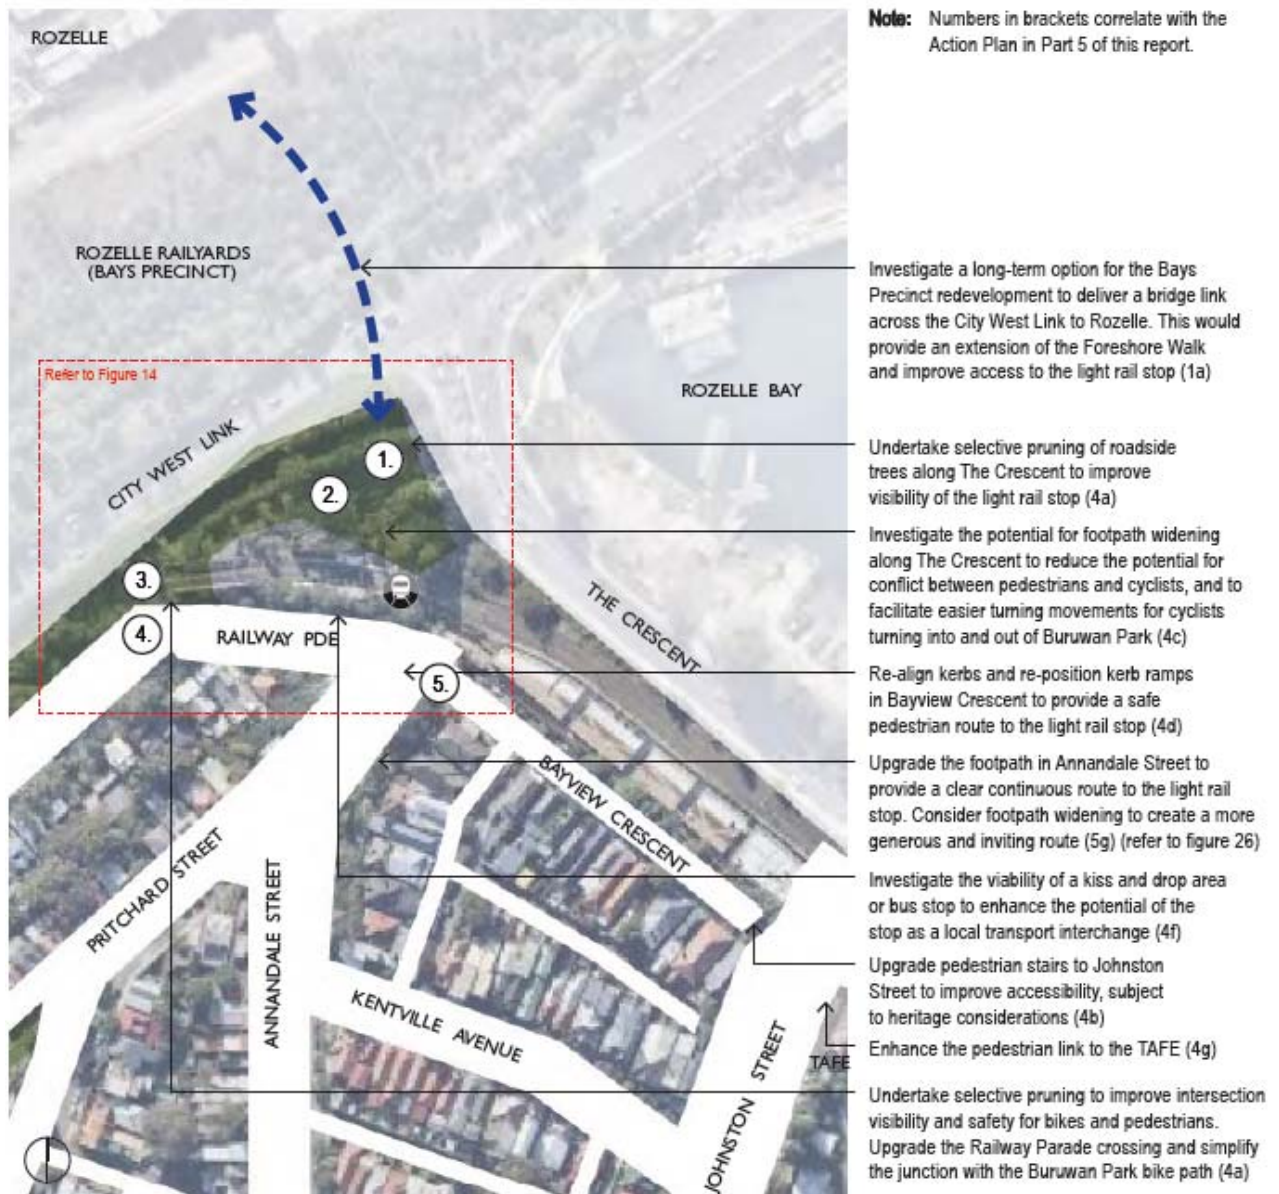 ROZELLE
Note: Numbers in brackets correlate with the
Action Plan in Part 5 of this report.
ROZELLE RAILYARDS
(BAYS PRECINCT)
Investigate a long-term option for the Bays
Precinct redevelopment to deliver a bridge link
across the City West Link to Rozelle. This would
provide an extension of the Foreshore Walk
and improve access to the light rail stop (1a)
Refer to Figure 14
ROZELLE BAY
CITY WEST LINK
1.
2.
3.
4.
5.
Undertake selective pruning of roadside
trees along The Crescent to improve
visibility of the light rail stop (4a)
Investigate the potential for footpath widening
along The Crescent to reduce the potential for
conflict between pedestrians and cyclists, and to
facilitate easier turning movements for cyclists
turning into and out of Buruwan Park (4c)
THE CRESCENT
RAILWAY PDE
Re-align kerbs and re-position kerb ramps
in Bayview Crescent to provide a safe
pedestrian route to the light rail stop (4d)
Upgrade the footpath in Annandale Street to
provide a clear continuous route to the light rail
stop. Consider footpath widening to create a more
generous and inviting route (5g) (refer to figure 26)
BAYVIEW CRESCENT
PRITCHARD STREET
ANNANDALE STREET
Investigate the viability of a kiss and drop area
or bus stop to enhance the potential of the
stop as a local transport interchange (4f)
Upgrade pedestrian stairs to Johnston
Street to improve accessibility, subject
to heritage considerations (4b)
KENTVILLE AVENUE
JOHNSTON STREET
TAFE
Enhance the pedestrian link to the TAFE (4g)
Undertake selective pruning to improve intersection
visibility and safety for bikes and pedestrians.
Upgrade the Railway Parade crossing and simplify
the junction with the Buruwan Park bike path (4a)